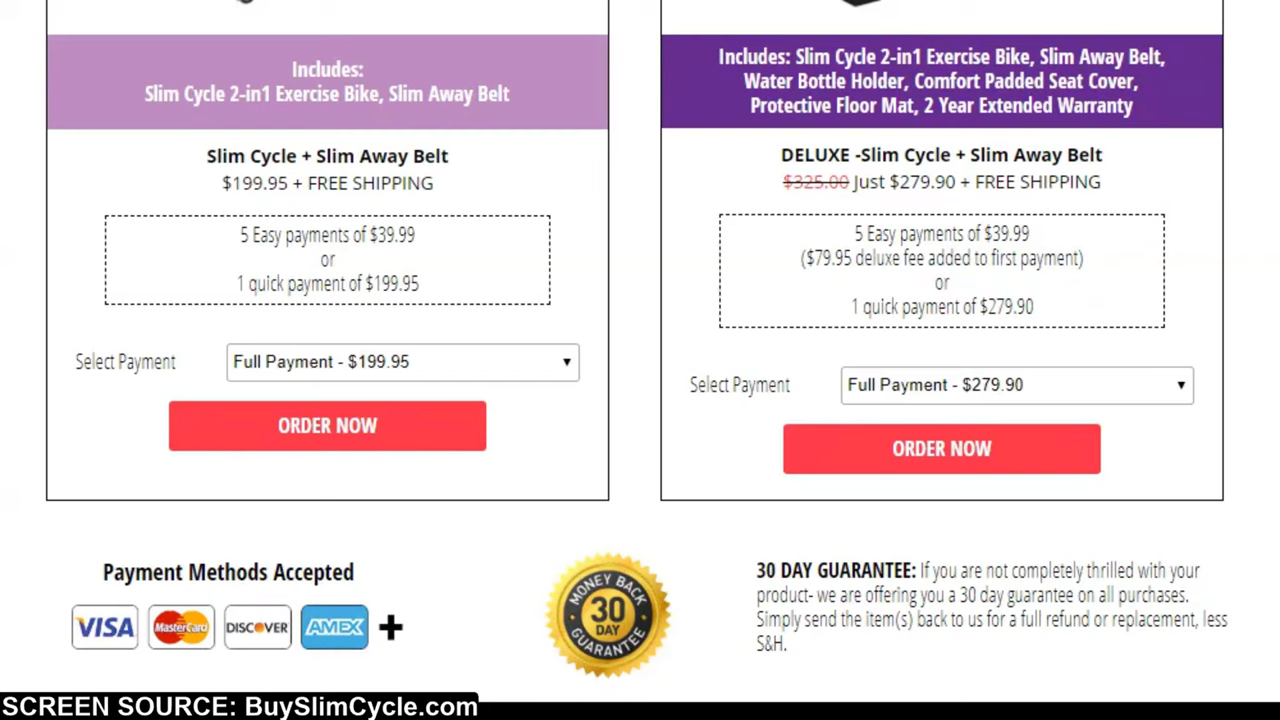 Includes:
Slim Cycle 2-in1 Exercise Bike, Slim Away Belt
Slim Cycle + Slim Away Belt
$199.95 + FREE SHIPPING
5 Easy payments of $39.99
or
1 quick payment of $199.95
Select Payment
Full Payment - $199.95
ORDER NOW
Includes: Slim Cycle 2-in1 Exercise Bike, Slim Away Belt,
Water Bottle Holder, Comfort Padded Seat Cover,
Protective Floor Mat, 2 Year Extended Warranty
DELUXE -Slim Cycle + Slim Away Belt
$325.00 Just $279.90 + FREE SHIPPING
5 Easy payments of $39.99
($79.95 deluxe fee added to first payment)
or
1 quick payment of $279.90
Select Payment
Full Payment - $279.90
ORDER NOW
Payment Methods Accepted
VISA
MasterCard
DISCOVER
AMEX
+
MONEY BACK
30
DAY
GUARANTEE
30 DAY GUARANTEE: If you are not completely thrilled with your
product- we are offering you a 30 day guarantee on all purchases.
Simply send the item(s) back to us for a full refund or replacement, less
S&H.
SCREEN SOURCE: BuySlimCycle.com